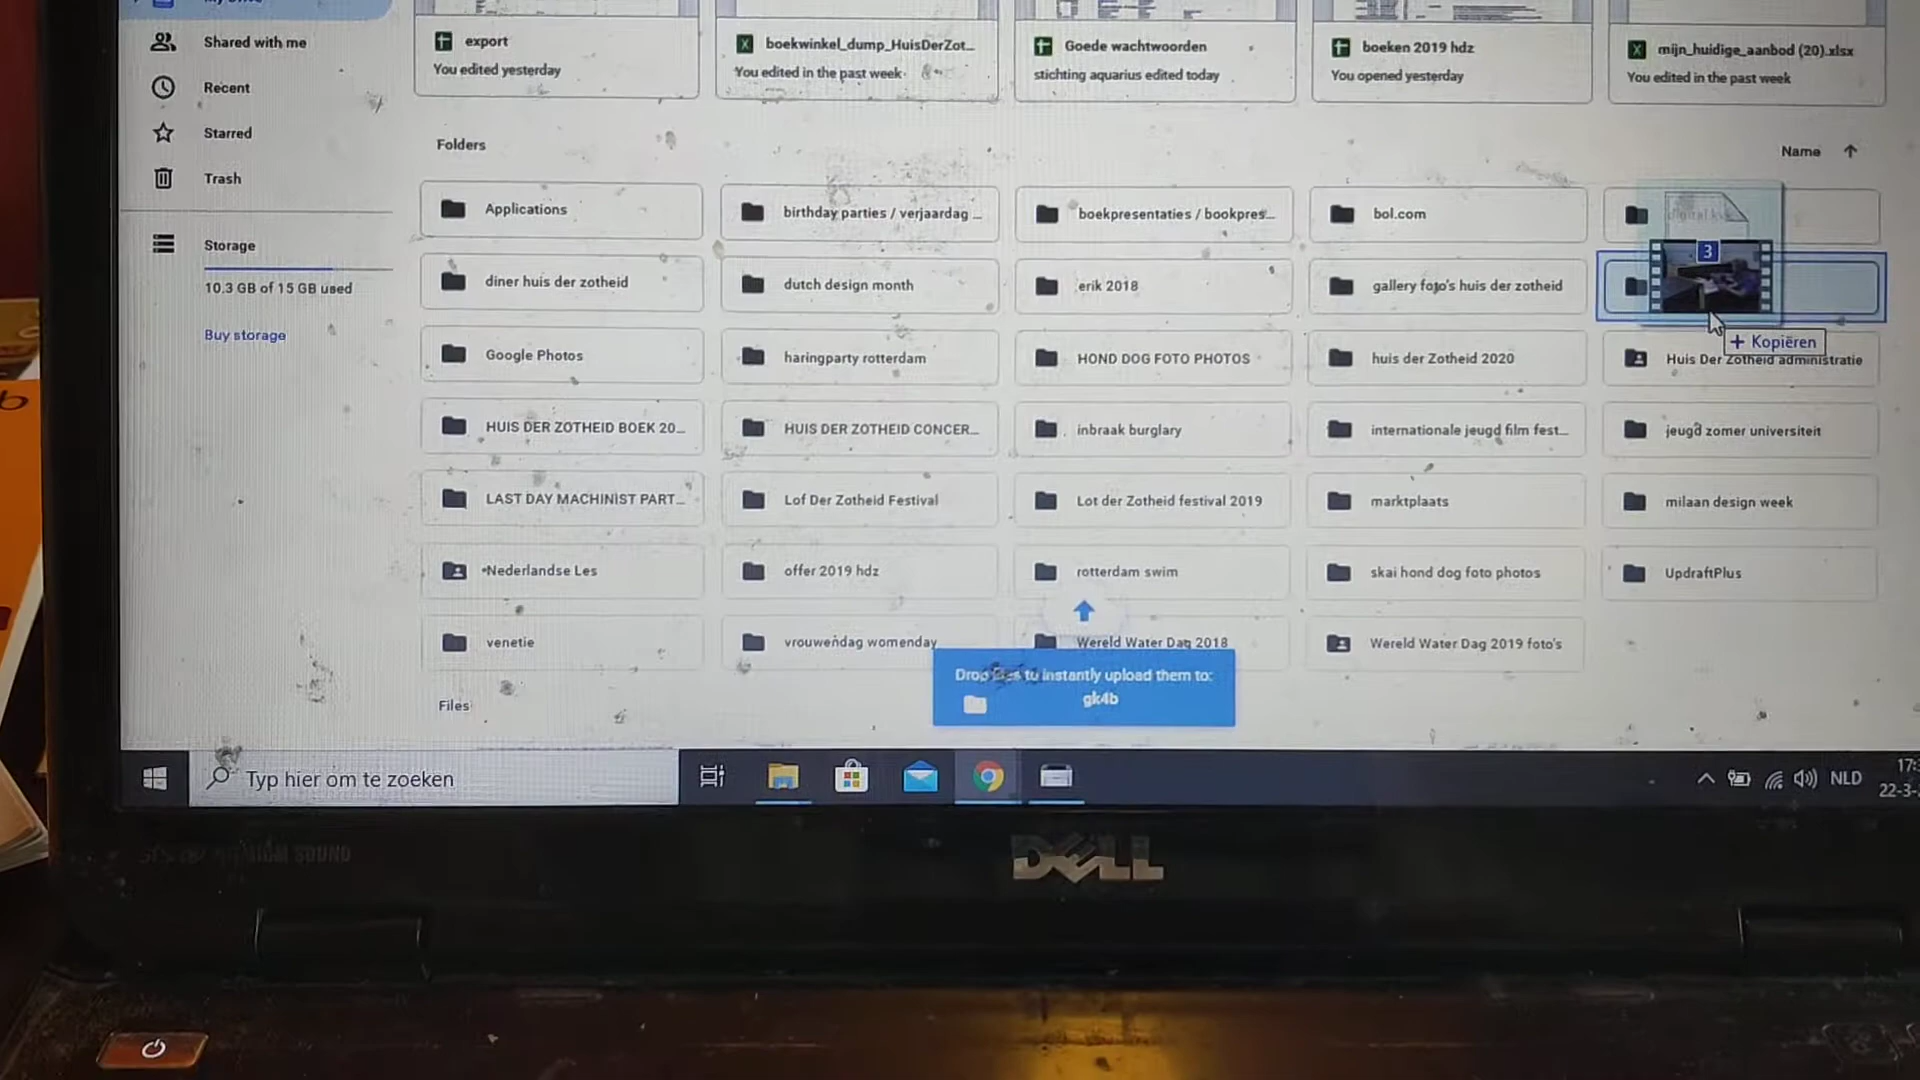 Shared with me
Recent
Starred
Trash
Storage
10.3 GB of 15 GB used
Buy storage
export
You edited yesterday
boekwinkel_dump_HuisDerZot...
You edited in the past week
Goede wachtwoorden
stichting aquarius edited today
boeken 2019 hdz
You opened yesterday
mijn_huidige_aanbod (20).xlsx
You edited in the past week
Folders
Name
Applications
birthday parties / verjaardag ...
boekpresentaties / bookpres...
bol.com
diner huis der zotheid
dutch design month
erik 2018
gallery foto's huis der zotheid
3
+ Kopiëren
Google Photos
haringparty rotterdam
HOND DOG FOTO PHOTOS
huis der Zotheid 2020
Huis Der Zotheid administratie
HUIS DER ZOTHEID BOEK 20...
HUIS DER ZOTHEID CONCER...
inbraak burglary
internationale jeugd film fest...
jeugd zomer universiteit
LAST DAY MACHINIST PART...
Lof Der Zotheid Festival
Lot der Zotheid festival 2019
marktplaats
milaan design week
Nederlandse Les
offer 2019 hdz
rotterdam swim
skai hond dog foto photos
UpdraftPlus
venetie
vrouwendag womenday
Wereld Water Dag 2018
Wereld Water Dag 2019 foto's
Files
Drop files to instantly upload them to:
gk4b
Typ hier om te zoeken
NLD
DELL